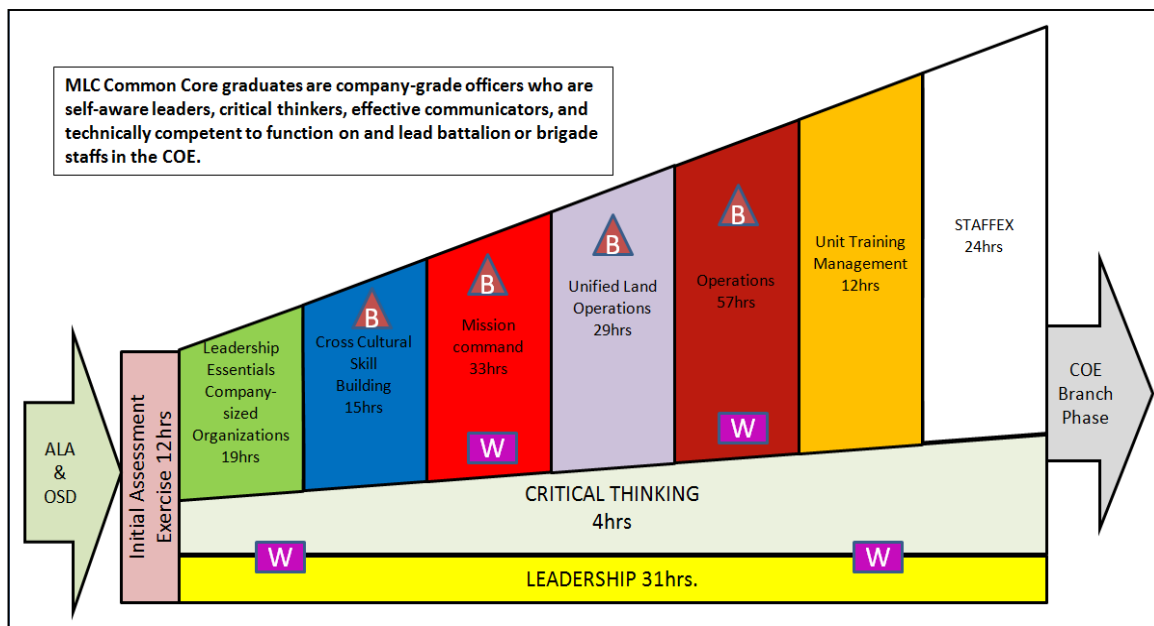 MLC Common Core graduates are company-grade officers who are
self-aware leaders, critical thinkers, effective communicators, and
technically competent to function on and lead battalion or brigade
staffs in the COE.
ALA
&
OSD
Initial Assessment
Exercise 12hrs
Leadership
Essentials
Company-
sized
Organizations
19hrs
B
Cross Cultural
Skill
Building
15hrs
B
Mission
command
33hrs
W
B
Unified Land
Operations
29hrs
B
Operations
57hrs
W
Unit Training
Management
12hrs
STAFFEX
24hrs
COE
Branch
Phase
CRITICAL THINKING
4hrs
W
W
LEADERSHIP 31hrs.